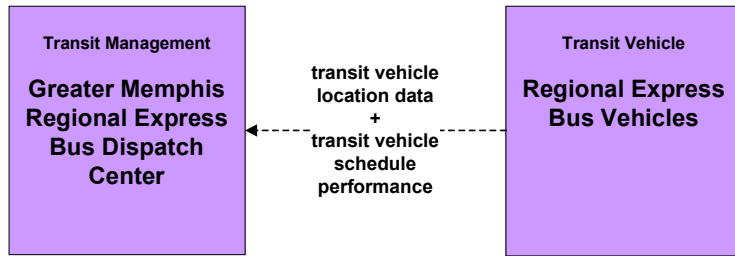 Transit Management
Greater Memphis
Regional Express
Bus Dispatch
Center
transit vehicle
location data
+
transit vehicle
schedule
performance
Transit Vehicle
Regional Express
Bus Vehicles